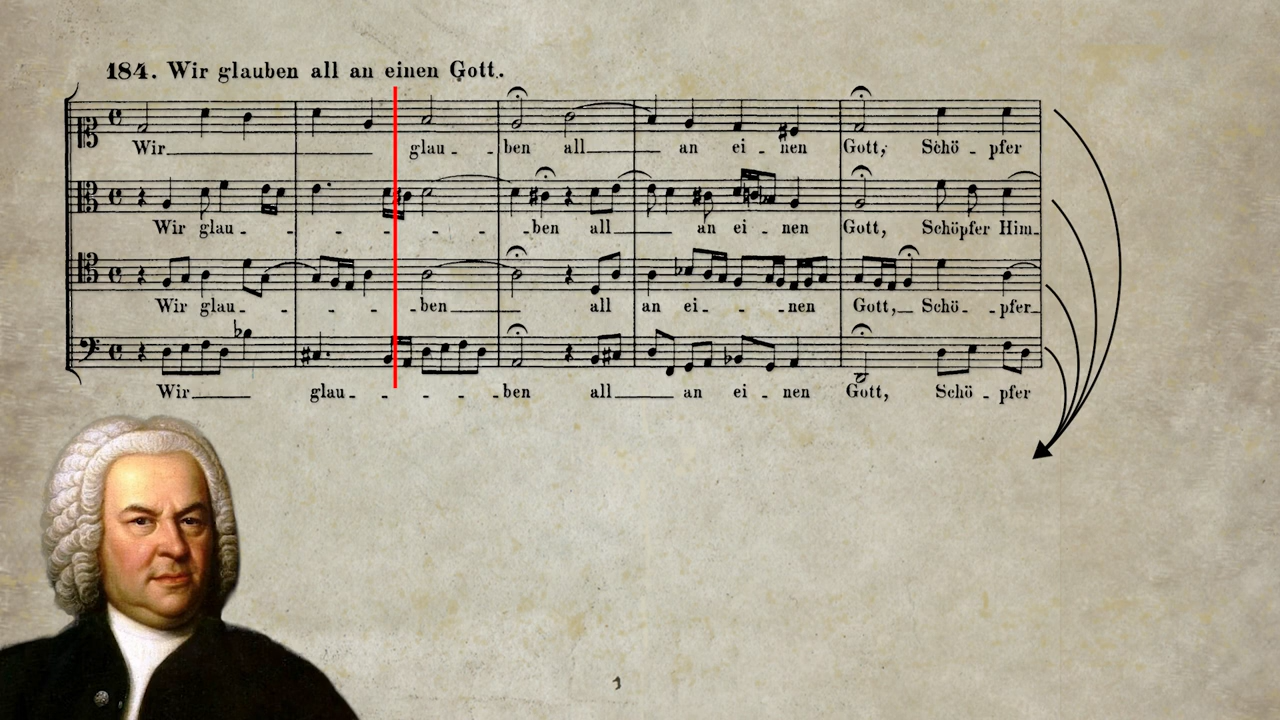 184. Wir glauben all an einen Gott.
Wir glau - - ben all an ei - nen Gott, Schö - pfer
Wir glau - - - - - - - - ben all an ei - nen Gott, Schöpfer Him-
Wir glau - - - - - ben all an ei - - - nen Gott, Schö - - pfer
Wir glau - - - - - ben all an ei - nen Gott, Schö - pfer
1